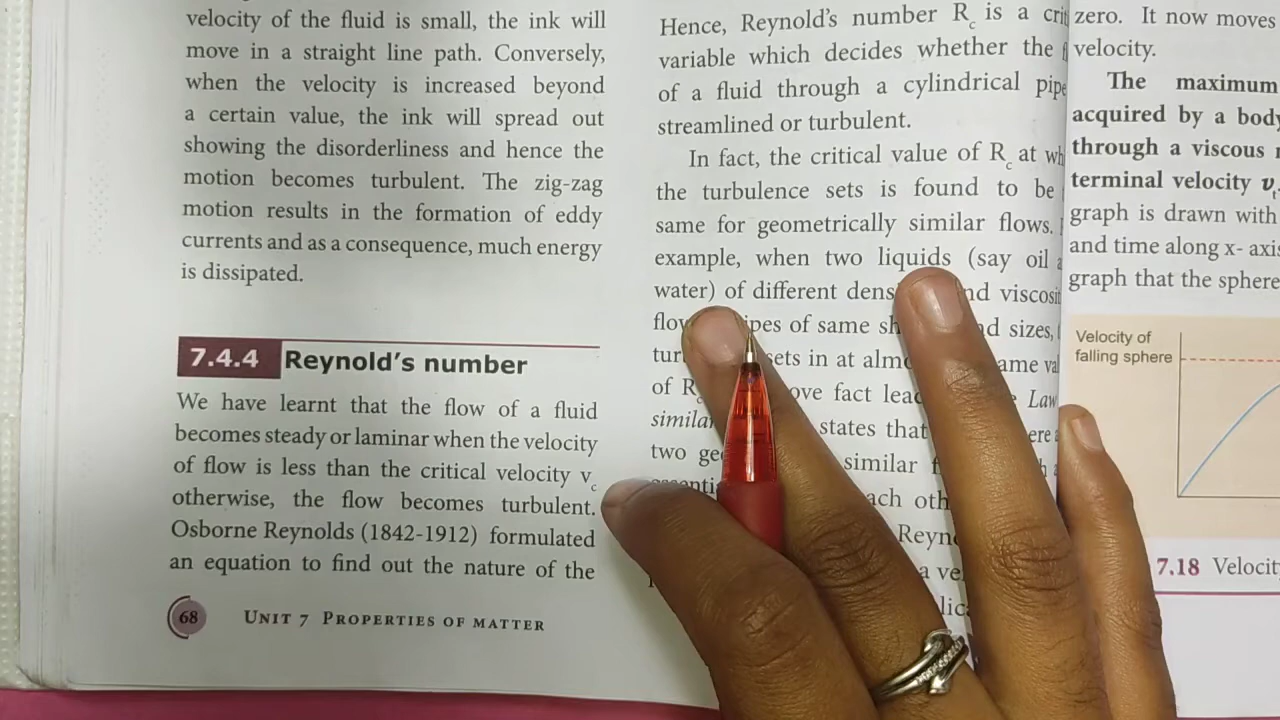 velocity of the fluid is small, the ink will
move in a straight line path. Conversely,
when the velocity is increased beyond
a certain value, the ink will spread out
showing the disorderliness and hence the
motion becomes turbulent. The zig-zag
motion results in the formation of eddy
currents and as a consequence, much energy
is dissipated.
7.4.4 Reynold's number
We have learnt that the flow of a fluid
becomes steady or laminar when the velocity
of flow is less than the critical velocity vc
otherwise, the flow becomes turbulent.
Osborne Reynolds (1842-1912) formulated
an equation to find out the nature of the
68 UNIT 7 PROPERTIES OF MATTER
Hence, Reynold's number Rc is a
variable which decides whether the
of a fluid through a cylindrical
streamlined or turbulent.
In fact, the critical value of Rc at
the turbulence sets is found to be
same for geometrically similar flows.
example, when two liquids (say oil
water) of different
of same sizes,
sets in at same
of
Law
states that
two similar
zero. It now moves
velocity.
The maximum
acquired by a
through a viscous
terminal velocity
graph is drawn with
and time along x-
graph that the sphere
Velocity of
falling sphere
7.18